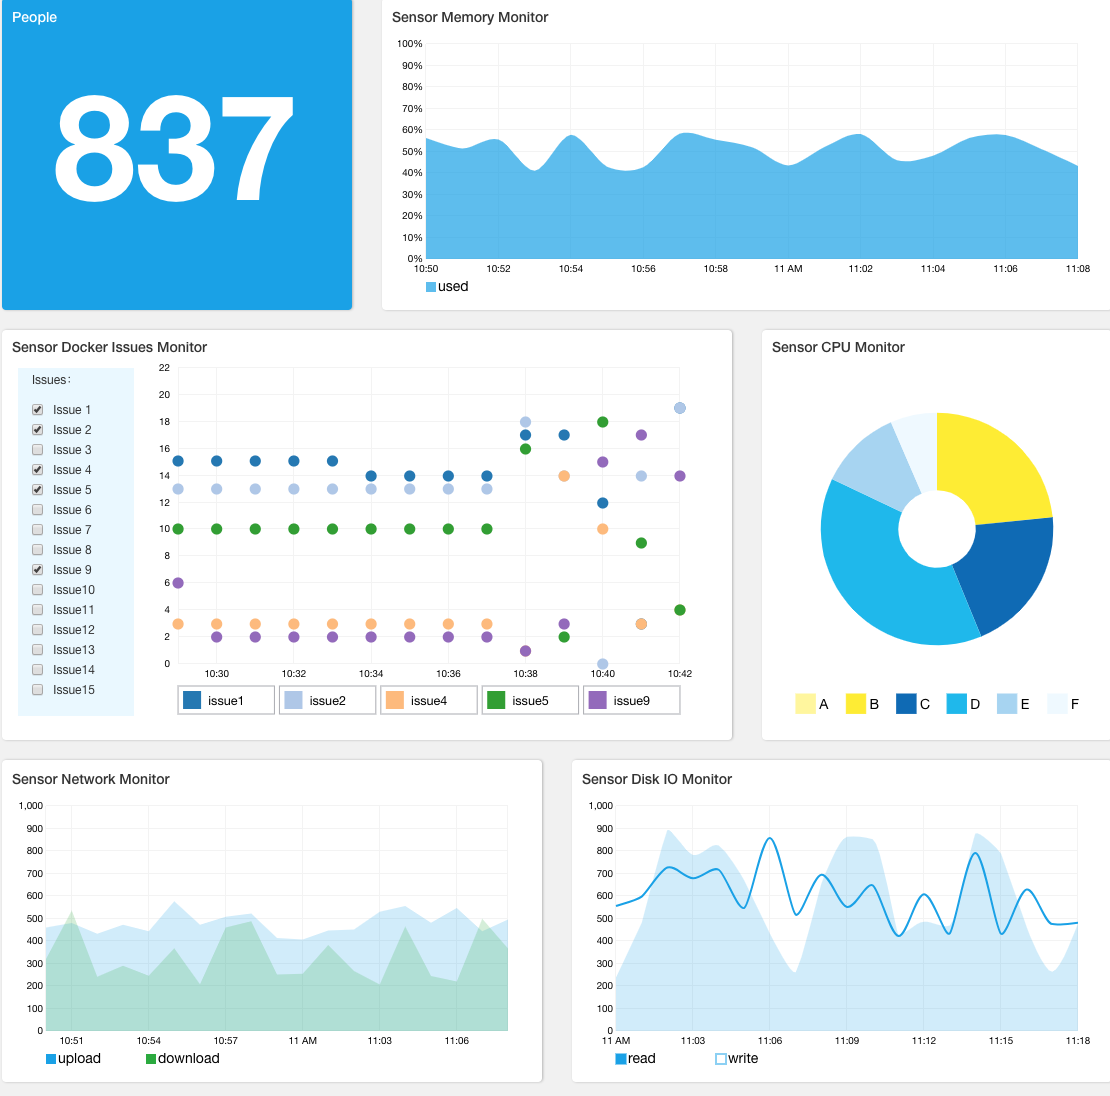 People
837
Sensor Memory Monitor
100%
90%
80%
70%
60%
50%
40%
30%
20%
10%
0%
10:50 10:52 10:54 10:56 10:58 11 AM 11:02 11:04 11:06 11:08
used
Sensor Docker Issues Monitor
Issues:
Issue 1
Issue 2
Issue 3
Issue 4
Issue 5
Issue 6
Issue 7
Issue 8
Issue 9
Issue10
Issue11
Issue12
Issue13
Issue14
Issue15
22
20
18
16
14
12
10
8
6
4
2
0
10:30 10:32 10:34 10:36 10:38 10:40 10:42
issue1 issue2 issue4 issue5 issue9
Sensor CPU Monitor
A B C D E F
Sensor Network Monitor
1,000
900
800
700
600
500
400
300
200
100
0
10:51 10:54 10:57 11 AM 11:03 11:06
upload download
Sensor Disk IO Monitor
1,000
900
800
700
600
500
400
300
200
100
0
11 AM 11:03 11:06 11:09 11:12 11:15 11:18
read write